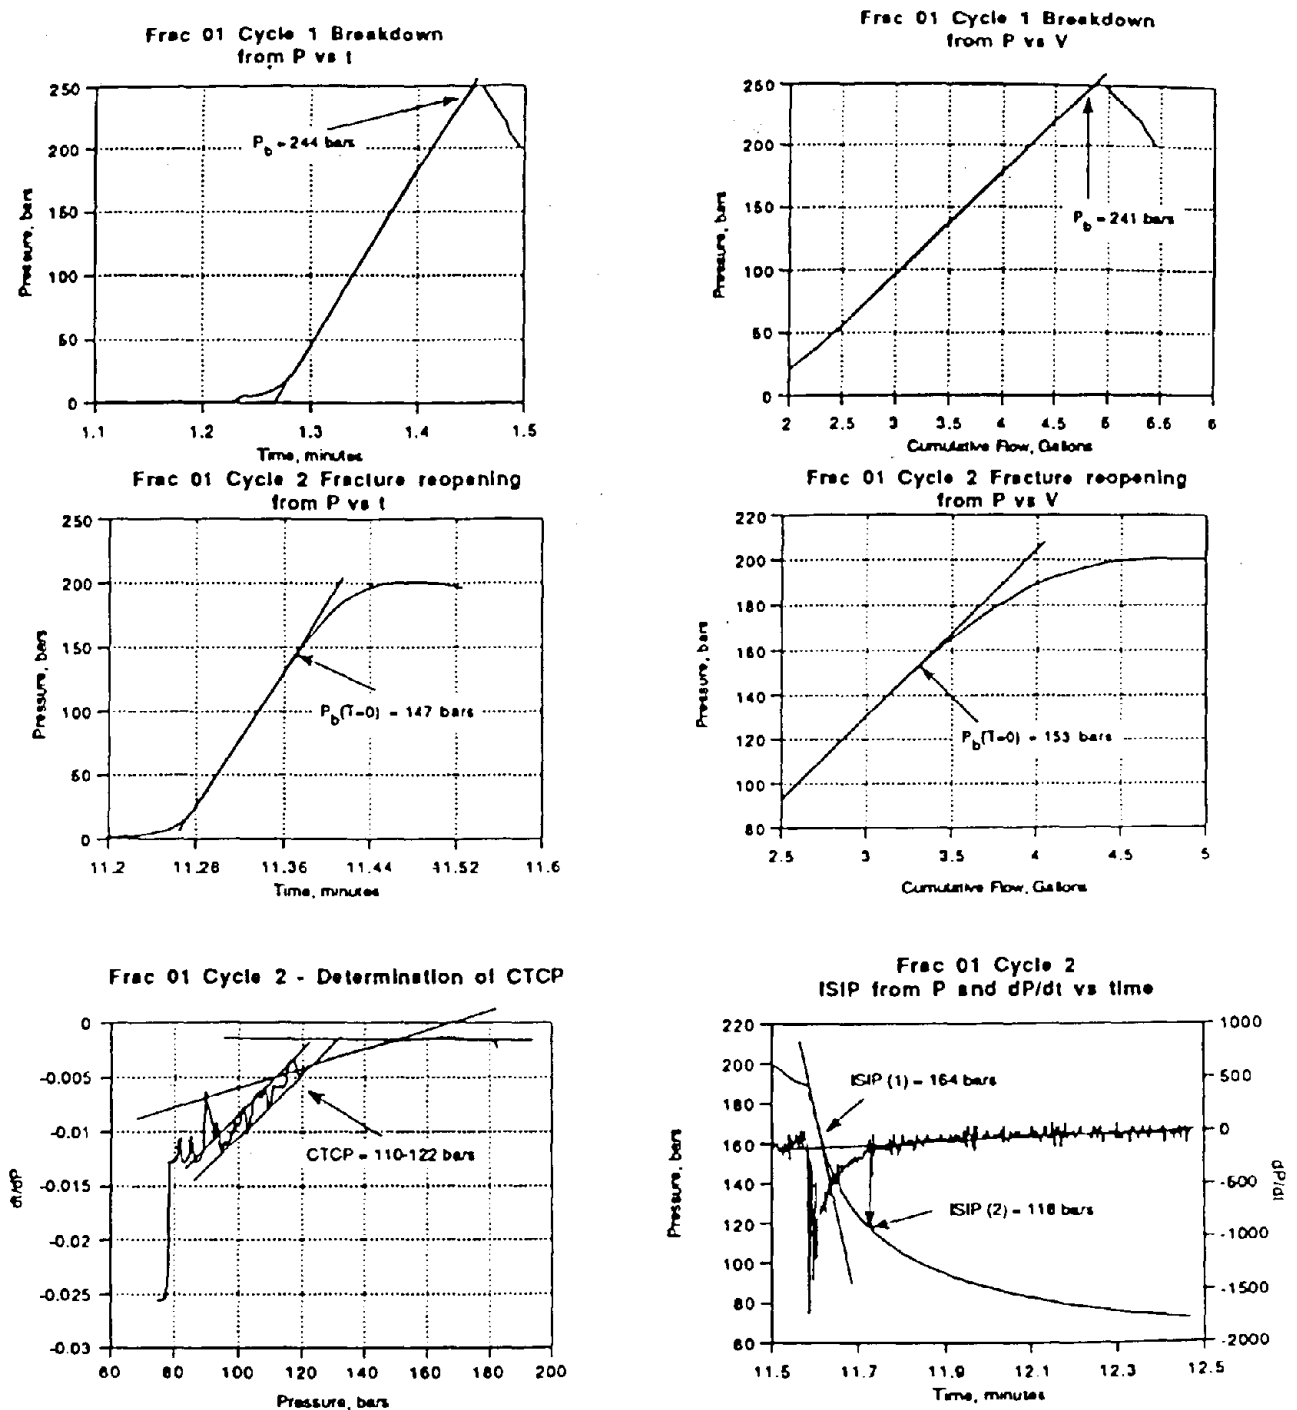 Frac 01 Cycle 1 Breakdown
from P vs t
250
200
150
100
50
0
Pressure, bars
P_b = 244 bars
1.1 1.2 1.3 1.4 1.5
Time, minutes
Frac 01 Cycle 1 Breakdown
from P vs V
250
200
150
100
50
0
Pressure, bars
P_b = 241 bars
2 2.5 3 3.5 4 4.5 5 5.5 6
Cumulative Flow, Gallons
Frac 01 Cycle 2 Fracture reopening
from P vs t
250
200
150
100
50
0
Pressure, bars
P_b(T=0) = 147 bars
11.2 11.28 11.36 11.44 11.52 11.6
Time, minutes
Frac 01 Cycle 2 Fracture reopening
from P vs V
220
200
180
160
140
120
100
80
Pressure, bars
P_b(T=0) = 153 bars
2.5 3 3.5 4 4.5 5
Cumulative Flow, Gallons
Frac 01 Cycle 2 - Determination of CTCP
0
-0.005
-0.01
-0.015
-0.02
-0.025
-0.03
dt/dP
CTCP = 110-122 bars
60 80 100 120 140 160 180 200
Pressure, bars
Frac 01 Cycle 2
ISIP from P and dP/dt vs time
220
200
180
160
140
120
100
80
60
Pressure, bars
ISIP (1) = 164 bars
ISIP (2) = 118 bars
1000
500
0
-500
-1000
-1500
-2000
dP/dt
11.5 11.7 11.9 12.1 12.3 12.5
Time, minutes